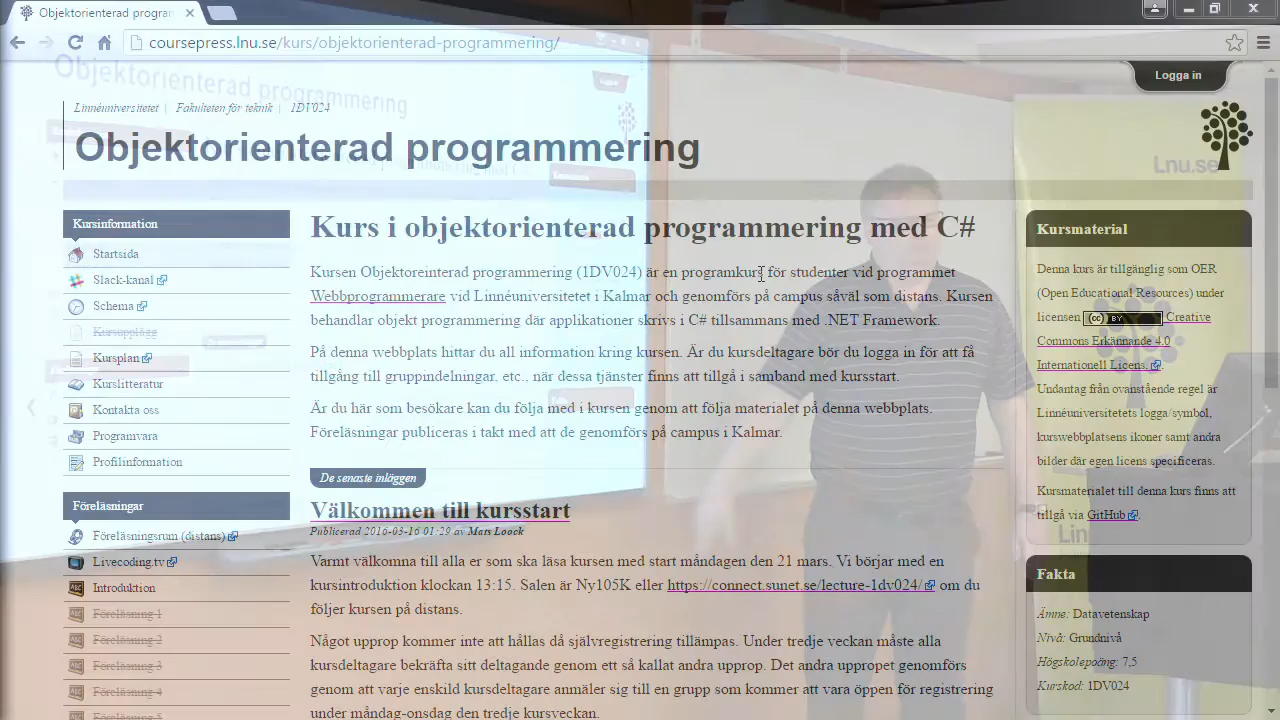 Objektorienterad progran
coursepress.lnu.se/kurs/objektorienterad-programmering/
Logga in
Objektorienterad programmering
Linnéuniversitetet | Fakulteten för teknik | 1DV024
Objektorienterad programmering
Lnu.se
Kursinformation
Startsida
Slack-kanal
Schema
Kursupplägg
Kursplan
Kurslitteratur
Kontakta oss
Programvara
Profilinformation
Föreläsningar
Föreläsningsrum (distans)
Livecoding.tv
Introduktion
Föreläsning 1
Föreläsning 2
Föreläsning 3
Föreläsning 4
Föreläsning 5
Kurs i objektorienterad programmering med C#
Kursen Objektoreinterad programmering (1DV024) är en programkurs för studenter vid programmet
Webbprogrammerare vid Linnéuniversitetet i Kalmar och genomförs på campus såväl som distans. Kursen
behandlar objekt programmering där applikationer skrivs i C# tillsammans med .NET Framework.
På denna webbplats hittar du all information kring kursen. Är du kursdeltagare bör du logga in för att få
tillgång till gruppindelningar, etc., när dessa tjänster finns att tillgå i samband med kursstart.
Är du här som besökare kan du följa med i kursen genom att följa materialet på denna webbplats.
Föreläsningar publiceras i takt med att de genomförs på campus i Kalmar.
De senaste inläggen
Välkommen till kursstart
Publicerad 2016-03-16 01:29 av Mats Loock
Varmt välkomna till alla er som ska läsa kursen med start måndagen den 21 mars. Vi börjar med en
kursintroduktion klockan 13:15. Salen är Ny105K eller https://connect.sunet.se/lecture-1dv024/ om du
följer kursen på distans.
Något upprop kommer inte att hållas då självregistrering tillämpas. Under tredje veckan måste alla
kursdeltagare bekräfta sitt deltagande genom ett så kallat andra upprop. Det andra uppropet genomförs
genom att varje enskild kursdeltagare anmäler sig till en grupp som kommer att vara öppen för registrering
under måndag-onsdag den tredje kursveckan.
Kursmaterial
Denna kurs är tillgänglig som OER
(Open Educational Resources) under
licensen (cc) BY Creative
Commons Erkännande 4.0
Internationell Licens.
Undantag från ovanstående regel är
Linnéuniversitetets logga/symbol,
kurswebbplatsens ikoner samt andra
bilder där egen licens specificeras.
Kursmaterialet till denna kurs finns att
tillgå via GitHub.
Lin
Fakta
Ämne: Datavetenskap
Nivå: Grundnivå
Högskolepoäng: 7,5
Kurskod: 1DV024